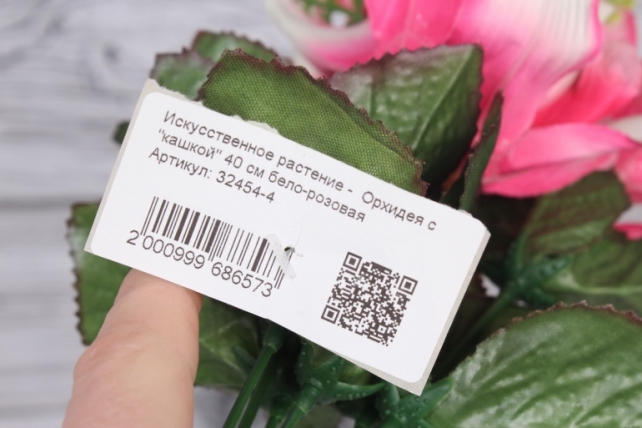 Искусственное растение - Орхидея с
"кашкой" 40 см бело-розовая
Артикул: 32454-4
2 000999 686573